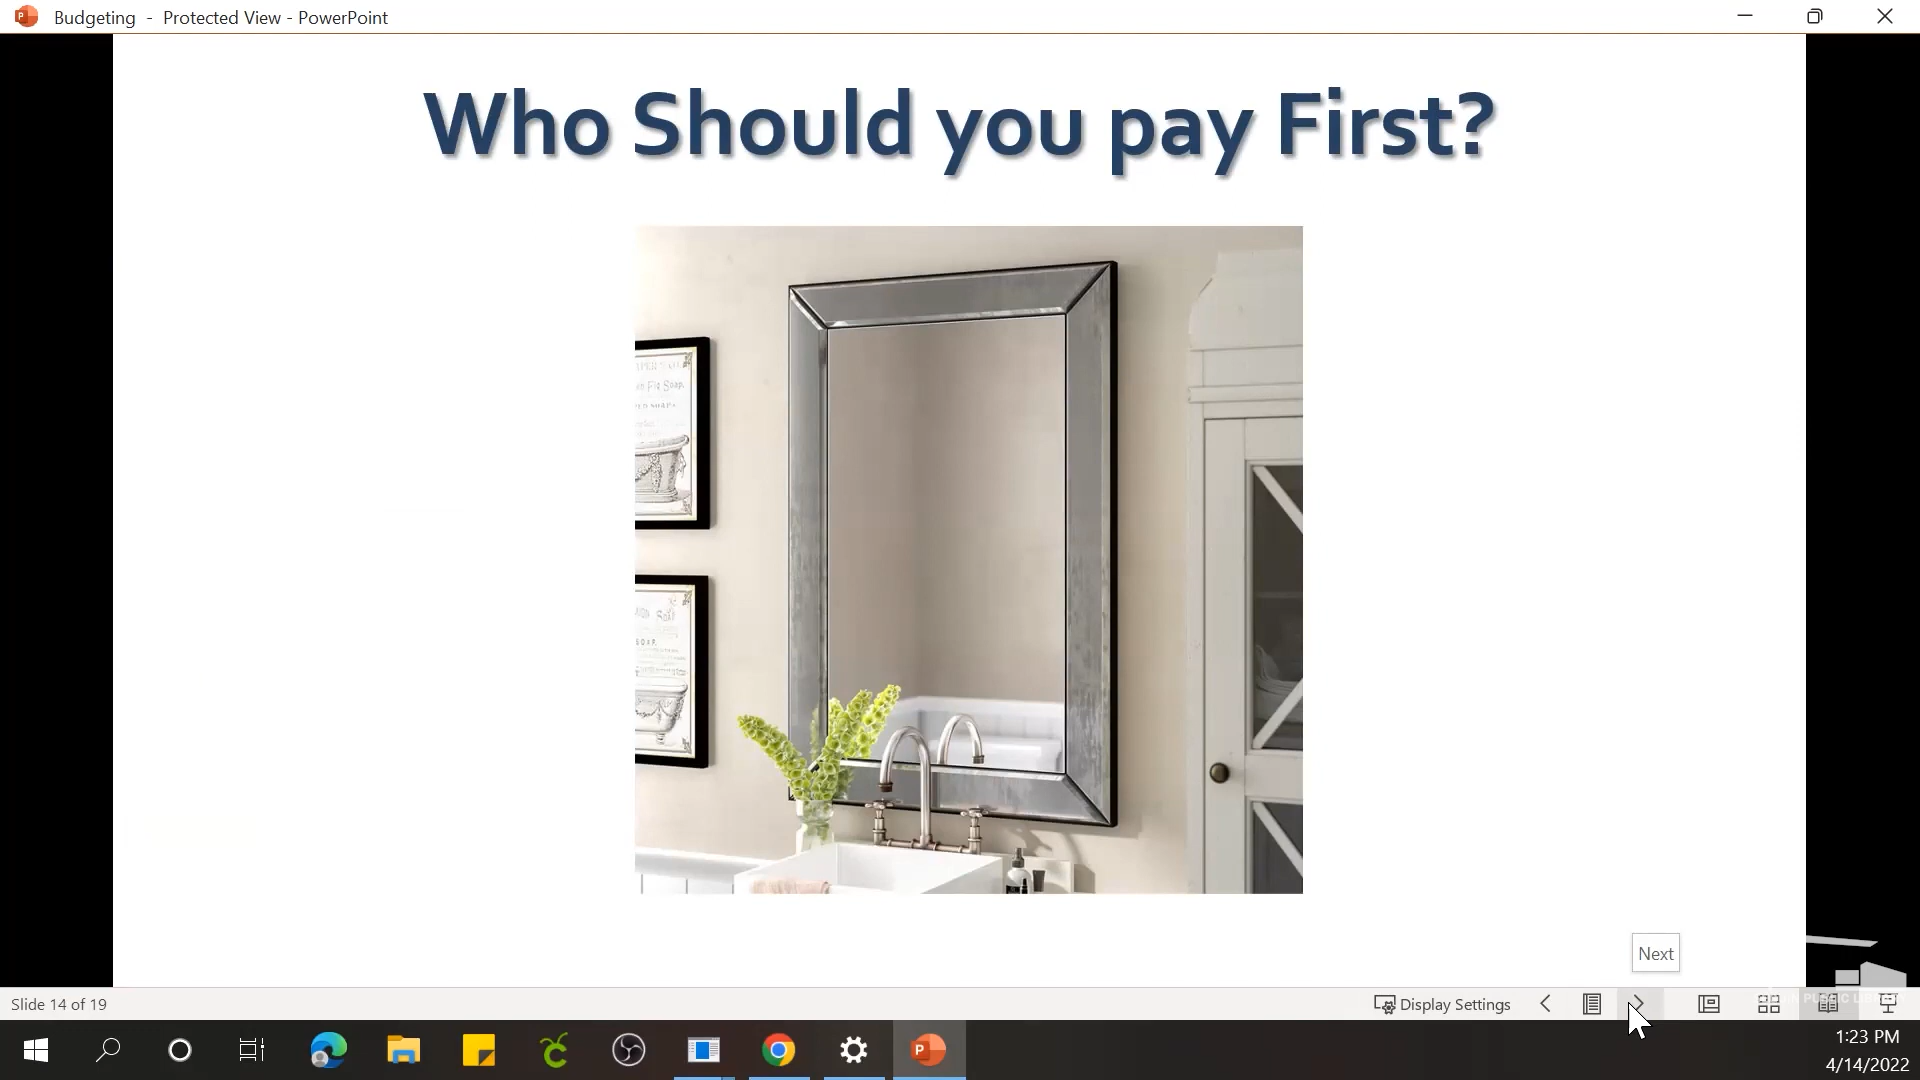 Budgeting - Protected View - PowerPoint
Who Should you pay First?
Next
Slide 14 of 19
Display Settings
1:23 PM
4/14/2022